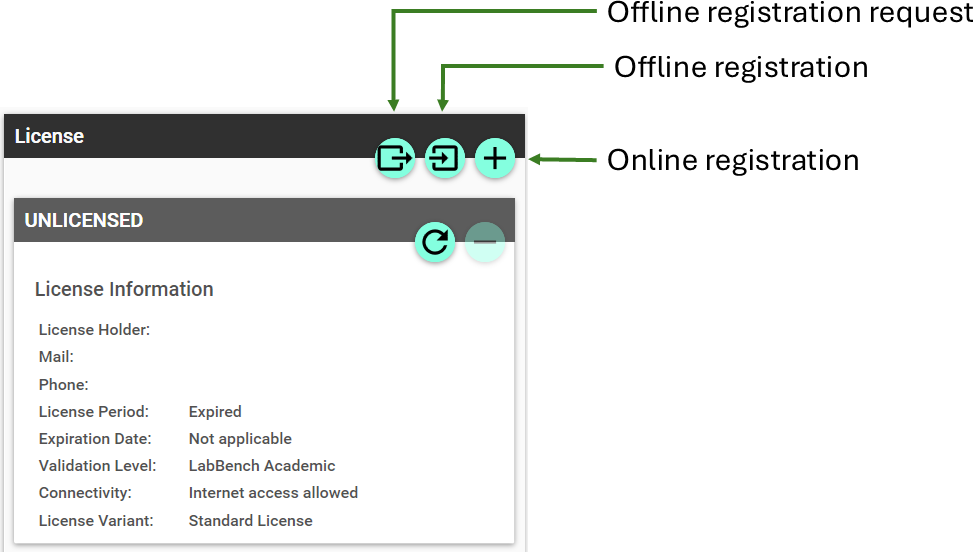 Offline registration request
Offline registration
License
Online registration
UNLICENSED
License Information
License Holder:
Mail:
Phone:
License Period: Expired
Expiration Date: Not applicable
Validation Level: LabBench Academic
Connectivity: Internet access allowed
License Variant: Standard License